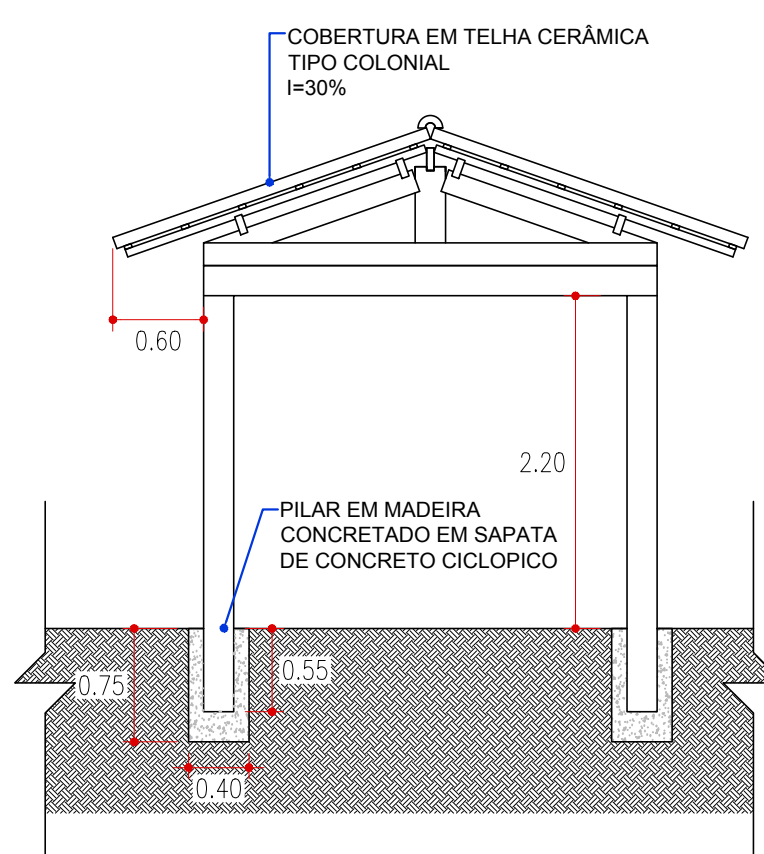 COBERTURA EM TELHA CERÂMICA
TIPO COLONIAL
I=30%
0.60
2.20
PILAR EM MADEIRA
CONCRETADO EM SAPATA
DE CONCRETO CICLOPICO
0.75
0.55
0.40